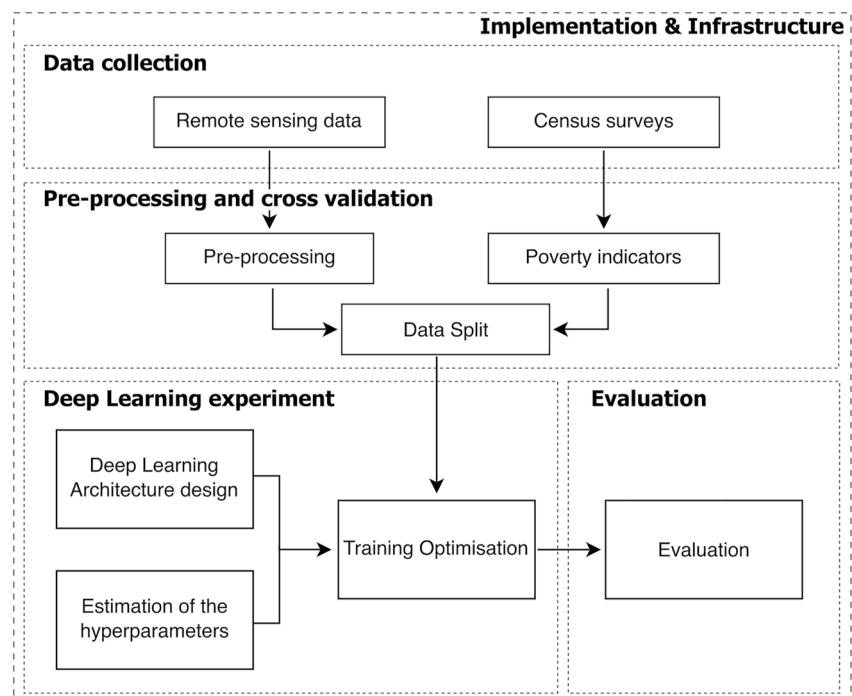 Implementation & Infrastructure
Data collection
Remote sensing data
Census surveys
Pre-processing and cross validation
Pre-processing
Poverty indicators
Data Split
Deep Learning experiment
Deep Learning
Architecture design
Estimation of the
hyperparameters
Training Optimisation
Evaluation
Evaluation